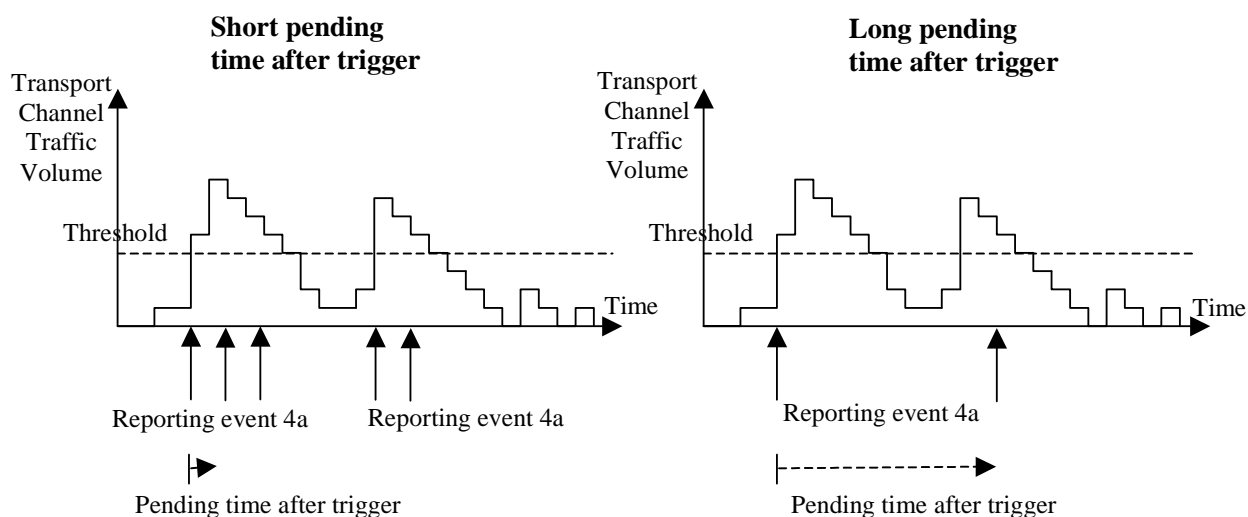 Short pending
time after trigger
Transport
Channel
Traffic
Volume
Threshold
Time
Reporting event 4a
Reporting event 4a
Pending time after trigger
Long pending
time after trigger
Transport
Channel
Traffic
Volume
Threshold
Time
Reporting event 4a
Pending time after trigger